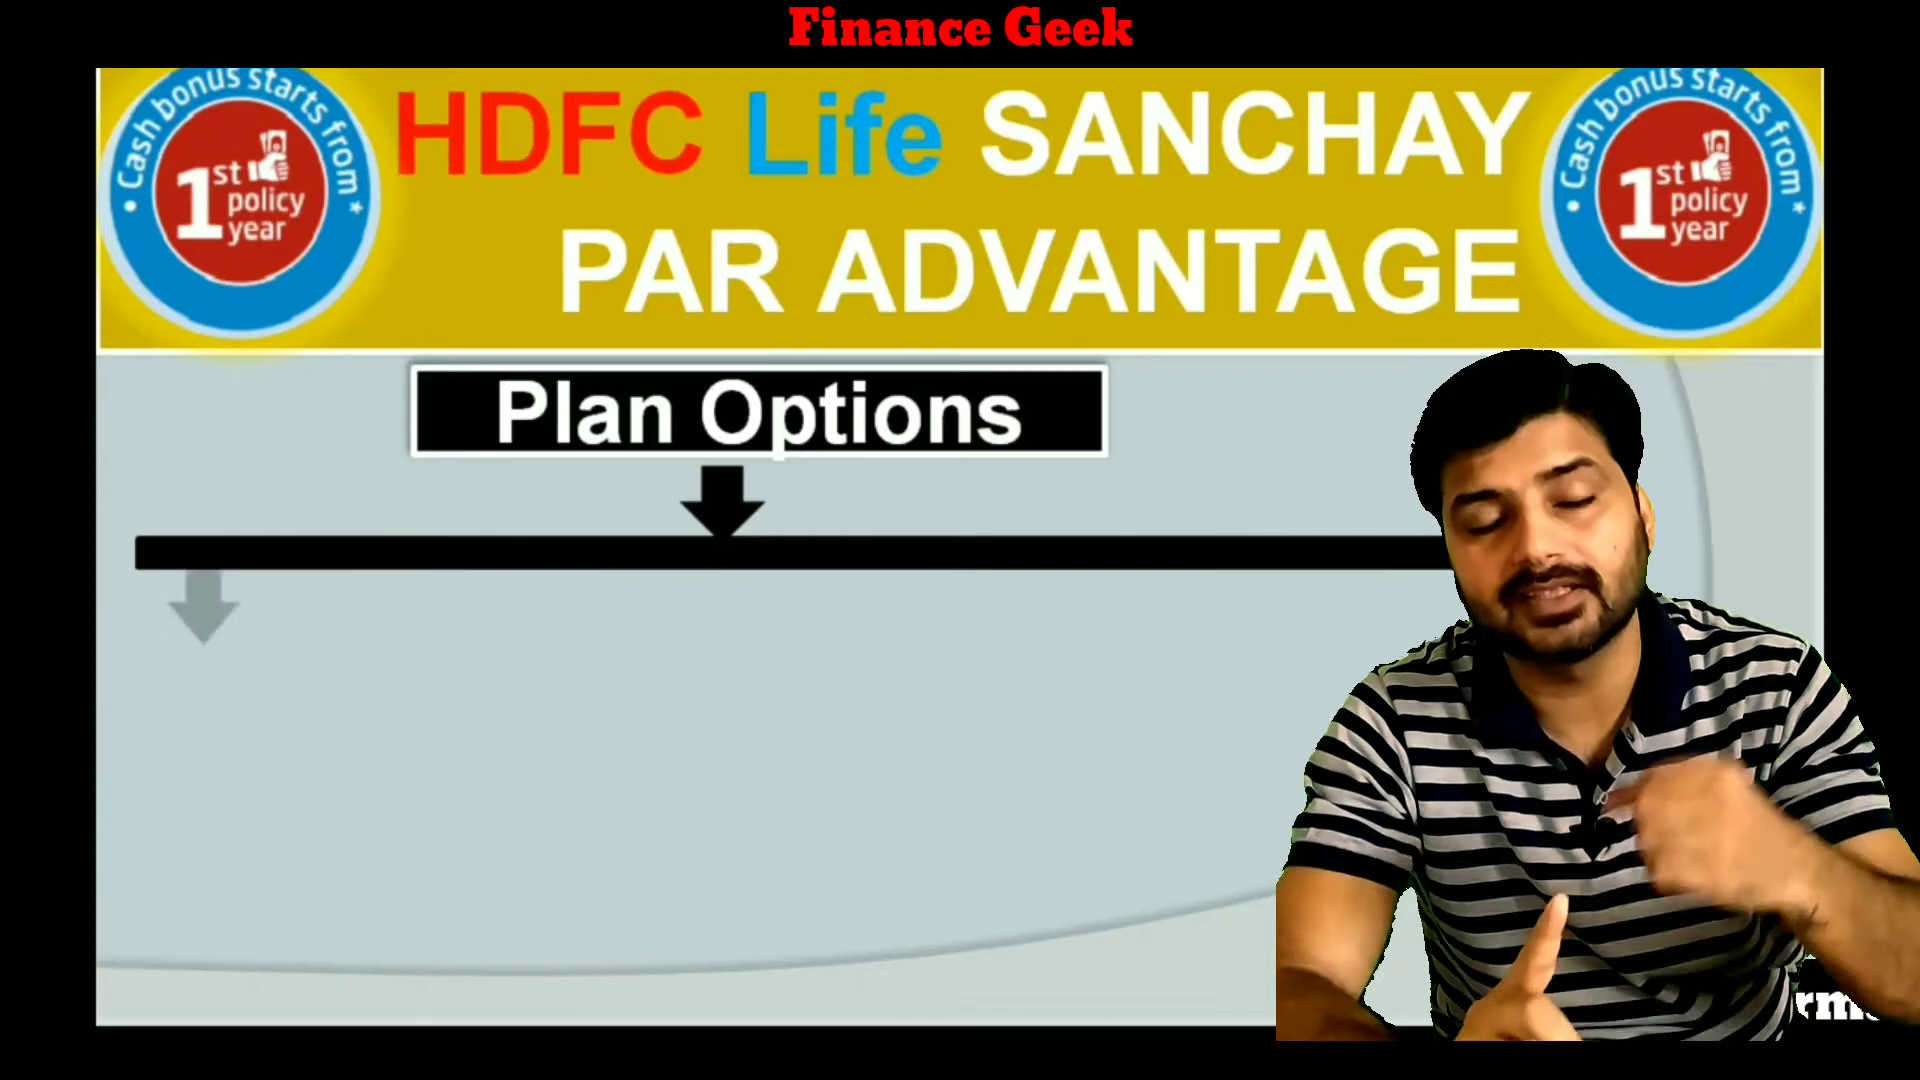 Finance Geek
Cash bonus starts from
1st policy year
HDFC Life SANCHAY
PAR ADVANTAGE
Cash bonus starts from
1st policy year
Plan Options